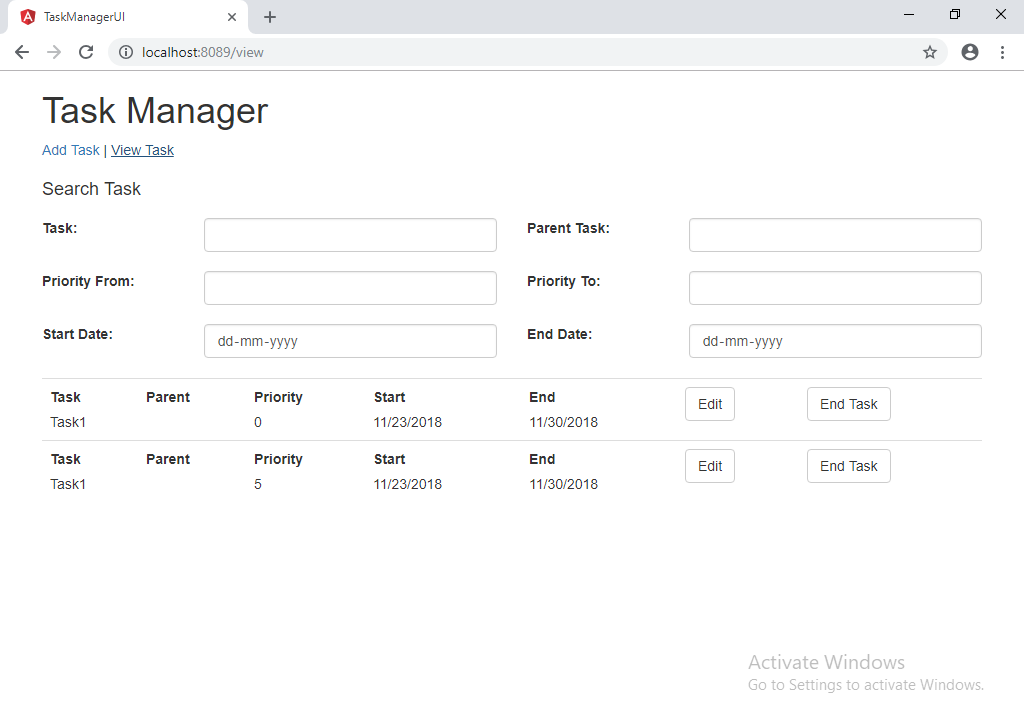 TaskManagerUI
localhost:8089/view
Task Manager
Add Task | View Task
Search Task
Task: Parent Task:
Priority From: Priority To:
Start Date: dd-mm-yyyy End Date: dd-mm-yyyy
Task Parent Priority Start End Edit End Task
Task1 0 11/23/2018 11/30/2018
Task Parent Priority Start End Edit End Task
Task1 5 11/23/2018 11/30/2018
Activate Windows
Go to Settings to activate Windows.